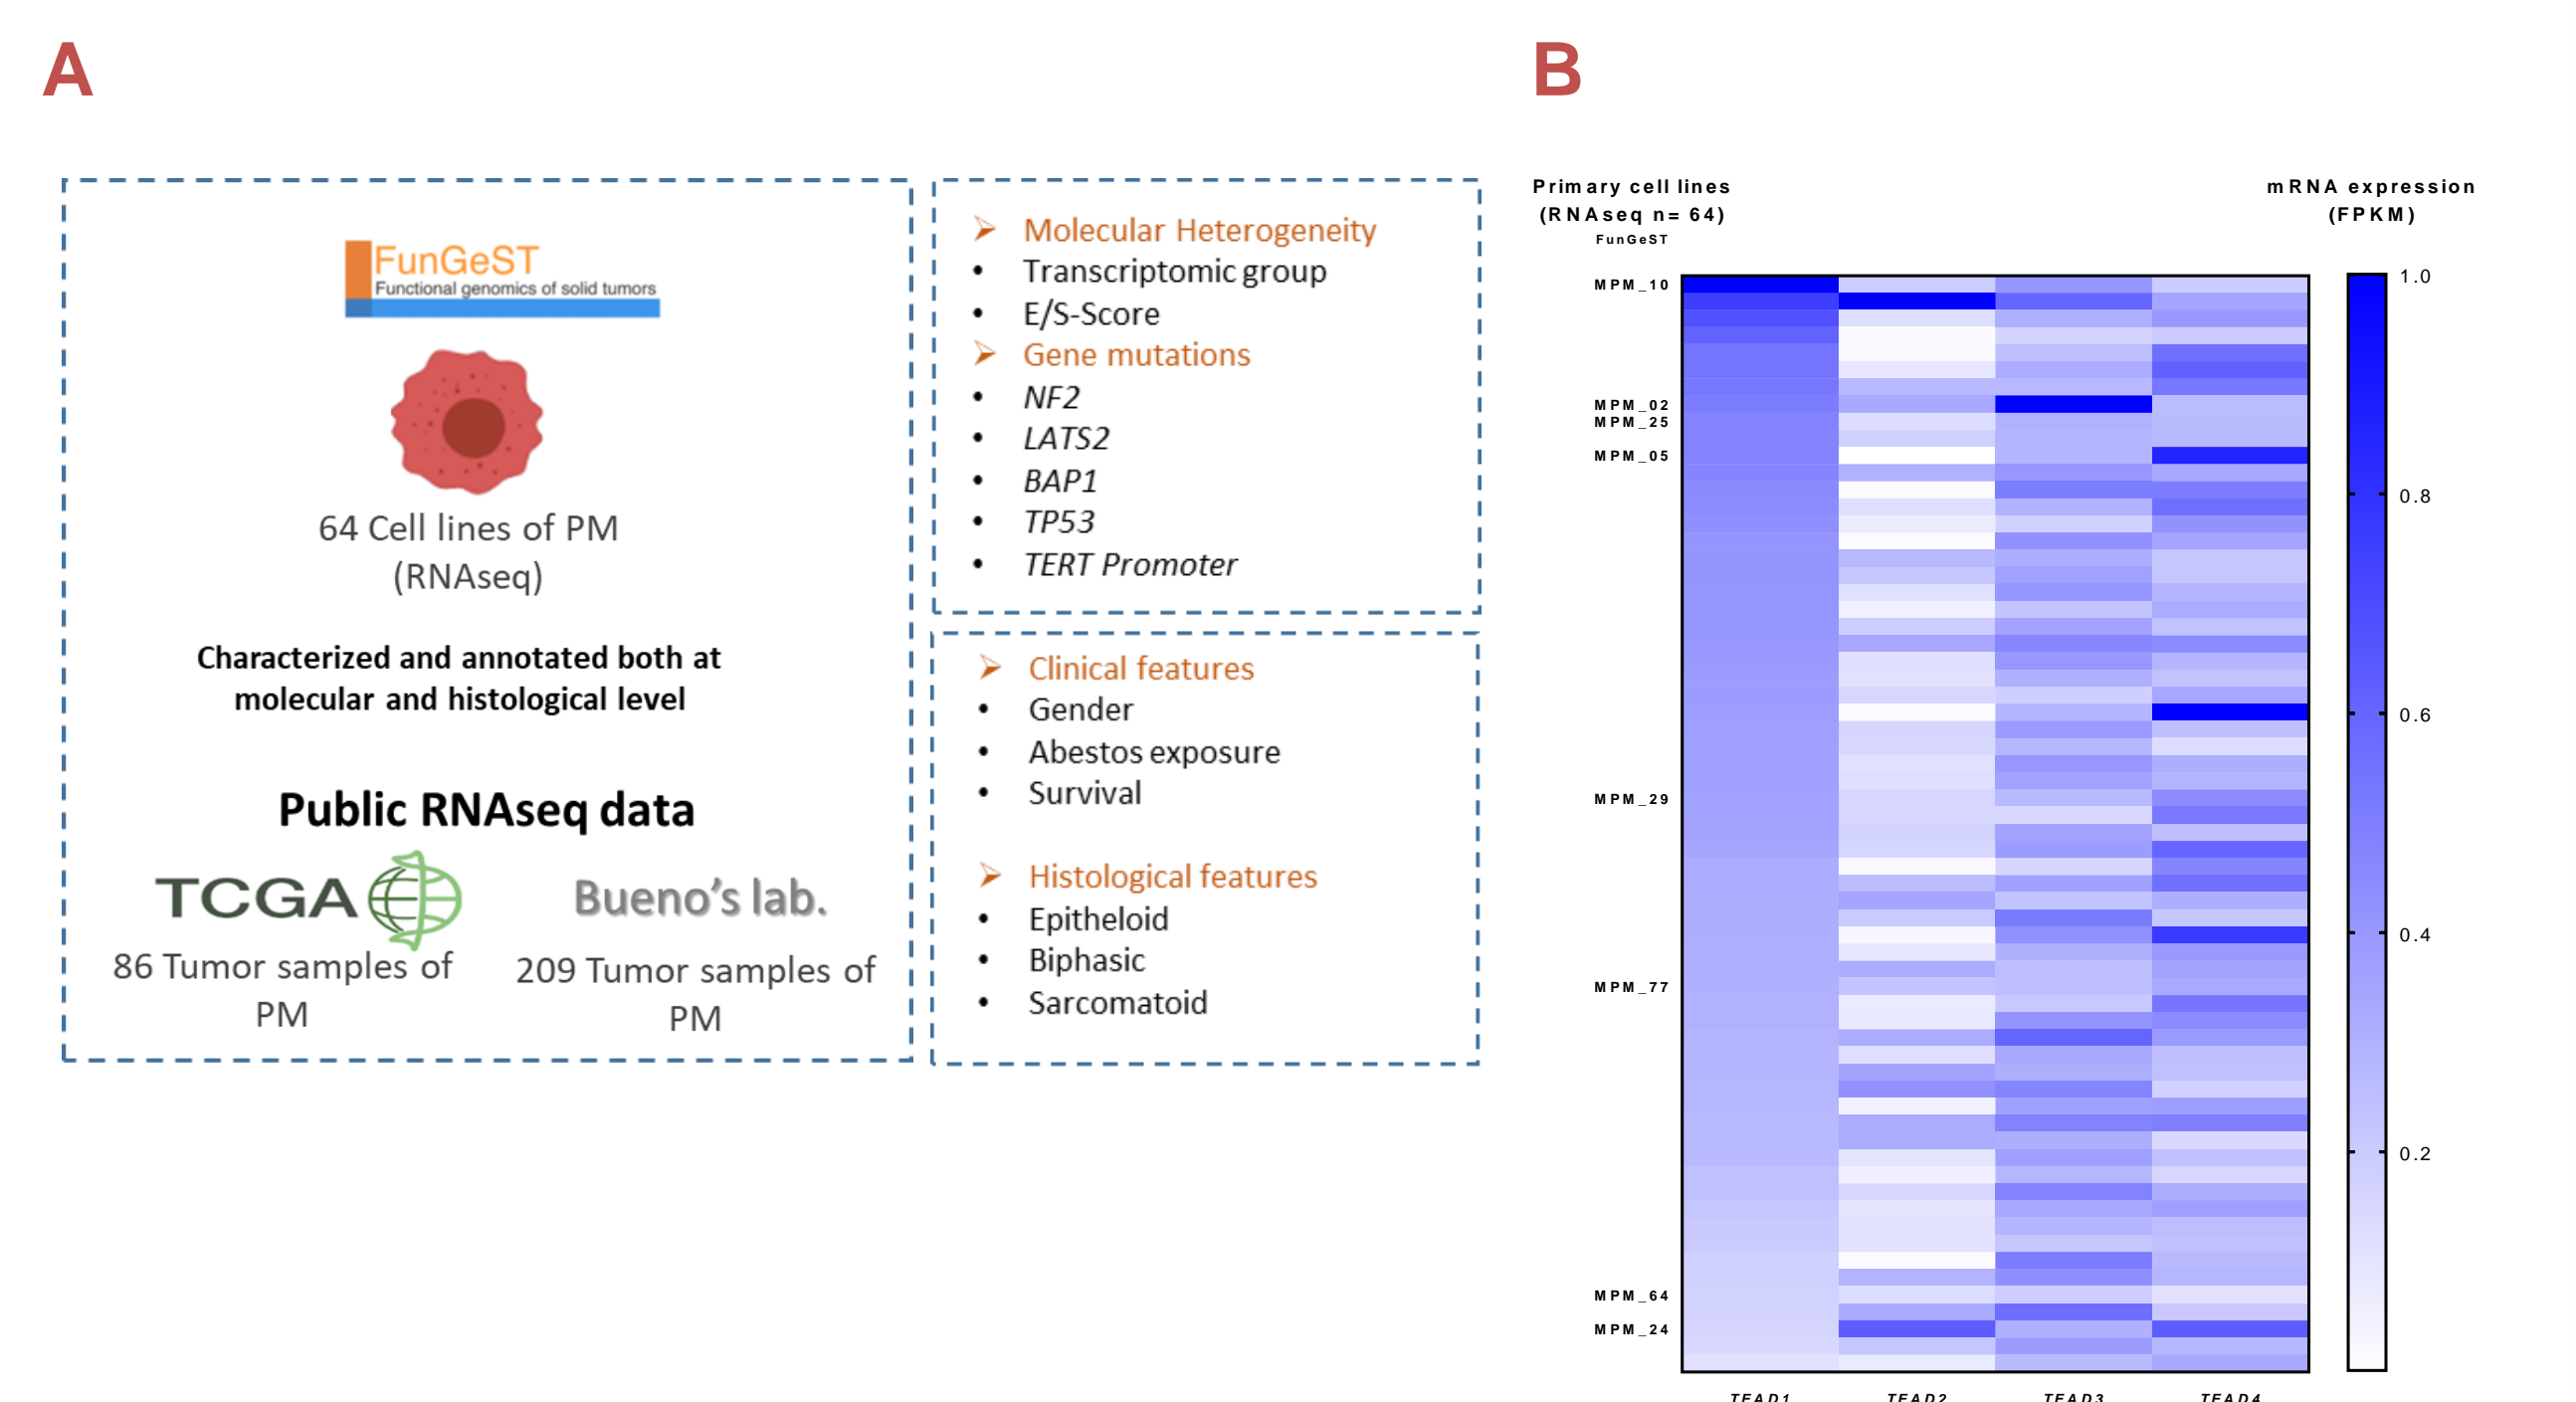 A
FunGeST
Functional genomics of solid tumors
64 Cell lines of PM
(RNAseq)
Characterized and annotated both at
molecular and histological level
Public RNAseq data
TCGA
86 Tumor samples of
PM
Bueno's lab.
209 Tumor samples of
PM
Molecular Heterogeneity
• Transcriptomic group
• E/S-Score
Gene mutations
• NF2
• LATS2
• BAP1
• TP53
• TERT Promoter
Clinical features
• Gender
• Abestos exposure
• Survival
Histological features
• Epitheloid
• Biphasic
• Sarcomatoid
B
Primary cell lines
(RNAseq n= 64)
FunGeST
mRNA expression
(FPKM)
MPM_10
MPM_02
MPM_25
MPM_05
MPM_29
MPM_77
MPM_64
MPM_24
1.0
0.8
0.6
0.4
0.2
TEAD1
TEAD2
TEAD3
TEAD4